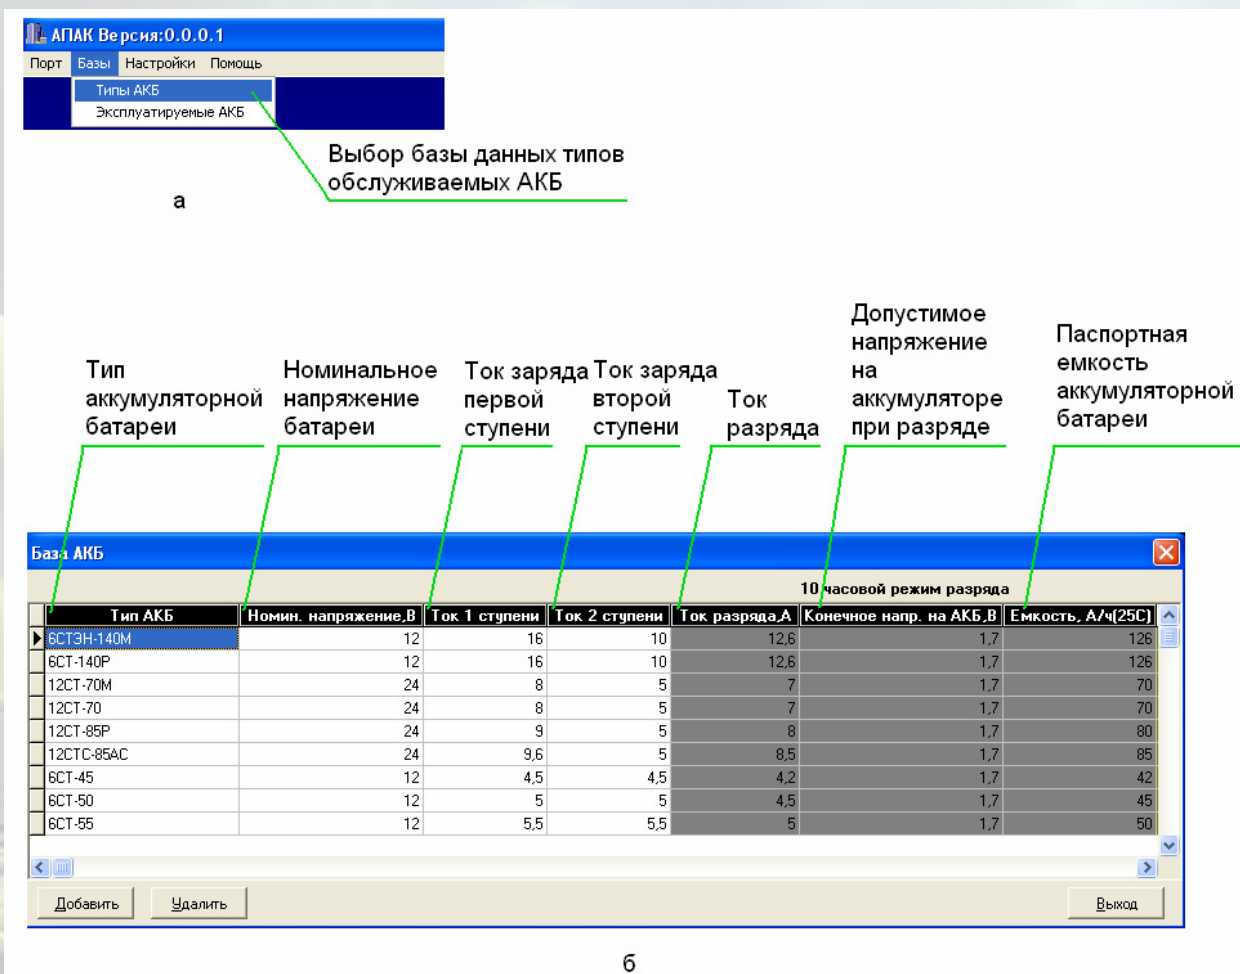 АПАК Версия:0.0.0.1
Порт Базы Настройки Помощь
Типы АКБ
Эксплуатируемые АКБ
Выбор базы данных типов
обслуживаемых АКБ
а
Тип
аккумуляторной
батареи
Номинальное
напряжение
батареи
Ток заряда
первой
ступени
Ток заряда
второй
ступени
Ток
разряда
Допустимое
напряжение
на
аккумуляторе
при разряде
Паспортная
емкость
аккумуляторной
батареи
База АКБ
10 часовой режим разряда
Тип АКБ Номин. напряжение,В Ток 1 ступени Ток 2 ступени Ток разряда,А Конечное напр. на АКБ,В Емкость, А/ч(25С)
6СТЭН-140М 12 16 10 12,6 1,7 126
6СТ-140Р 12 16 10 12,6 1,7 126
12СТ-70М 24 8 5 7 1,7 70
12СТ-70 24 8 5 7 1,7 70
12СТ-85Р 24 9 5 8 1,7 80
12СТС-85АС 24 9,6 5 8,5 1,7 85
6СТ-45 12 4,5 4,5 4,2 1,7 42
6СТ-50 12 5 5 4,5 1,7 45
6СТ-55 12 5,5 5,5 5 1,7 50
Добавить Удалить Выход
б